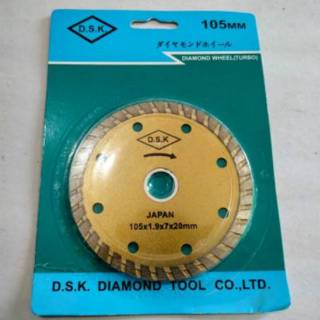 D.S.K.
105MM
ダイヤモンドホイール
DIAMOND WHEEL(TURBO)
D.S.K
JAPAN
105x1.9x7x20mm
D.S.K. DIAMOND TOOL CO.,LTD.